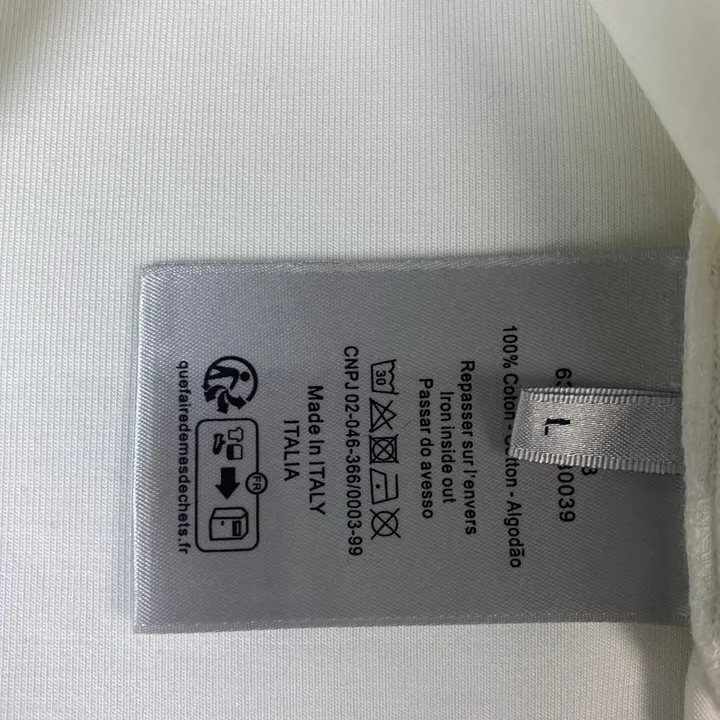 L
100% Coton - Cotton - Algodão
Repasser sur l'envers
Iron inside out
Passar do avesso
30
CNPJ 02-046-366/0003-99
Made In ITALY
ITALIA
FR
quefairedemesdechets.fr